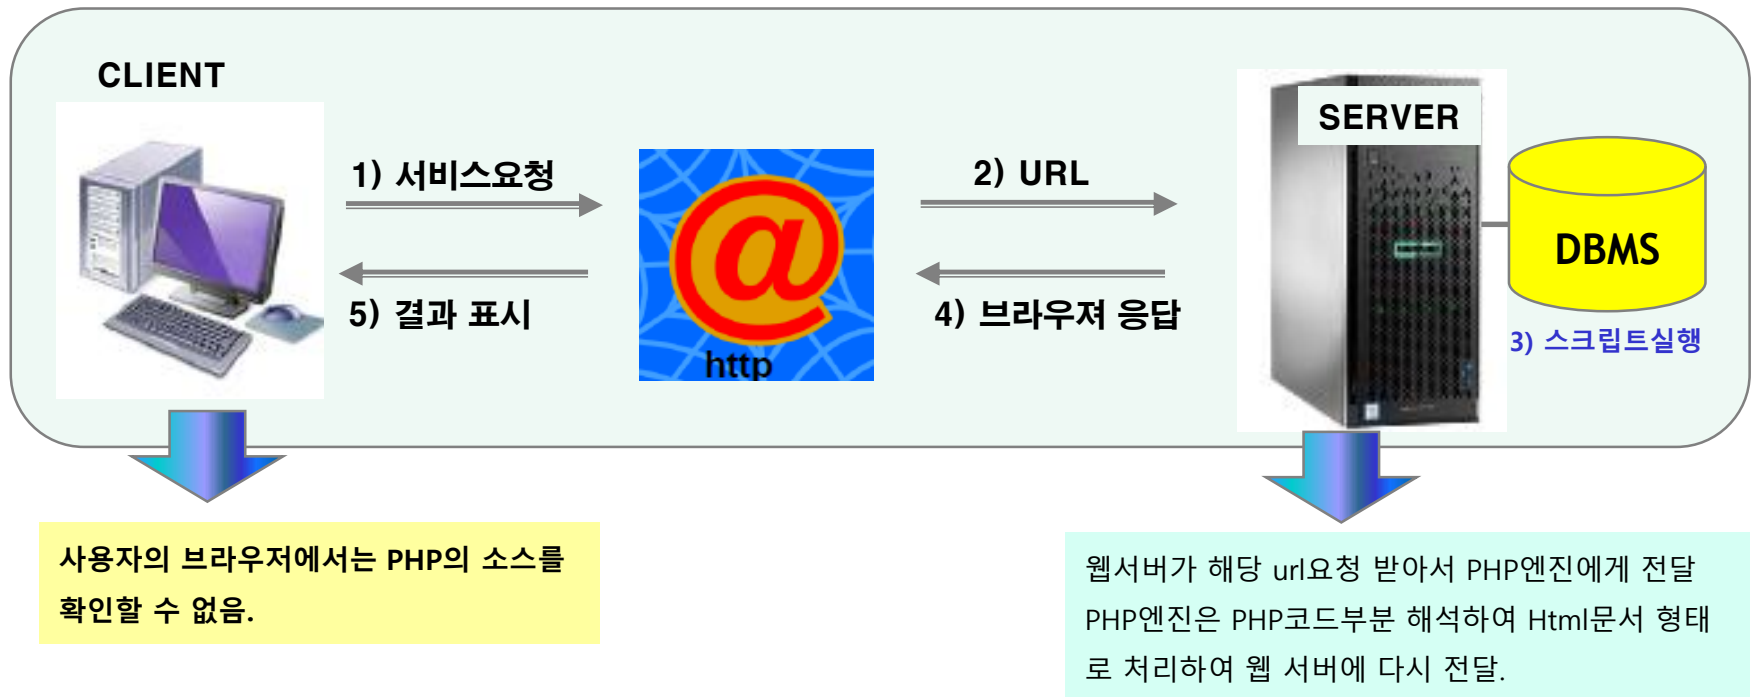 CLIENT
SERVER
1) 서비스요청
2) URL
DBMS
5) 결과 표시
4) 브라우져 응답
3) 스크립트실행
http
사용자의 브라우저에서는 PHP의 소스를
확인할 수 없음.
웹서버가 해당 url요청 받아서 PHP엔진에게 전달
PHP엔진은 PHP코드부분 해석하여 Html문서 형태
로 처리하여 웹 서버에 다시 전달.